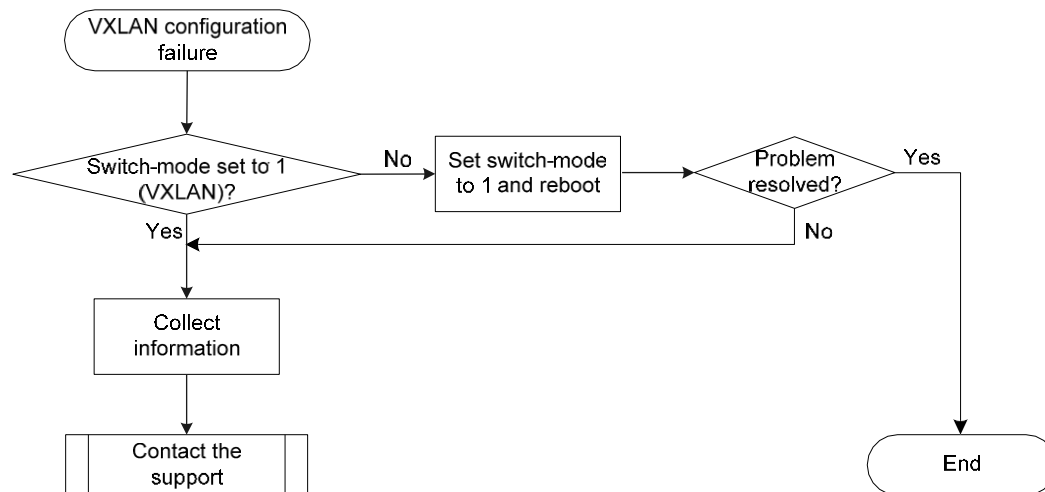 VXLAN configuration
failure
Switch-mode set to 1
(VXLAN)?
No
Set switch-mode
to 1 and reboot
Problem
resolved?
Yes
Yes
No
Collect
information
Contact the
support
End